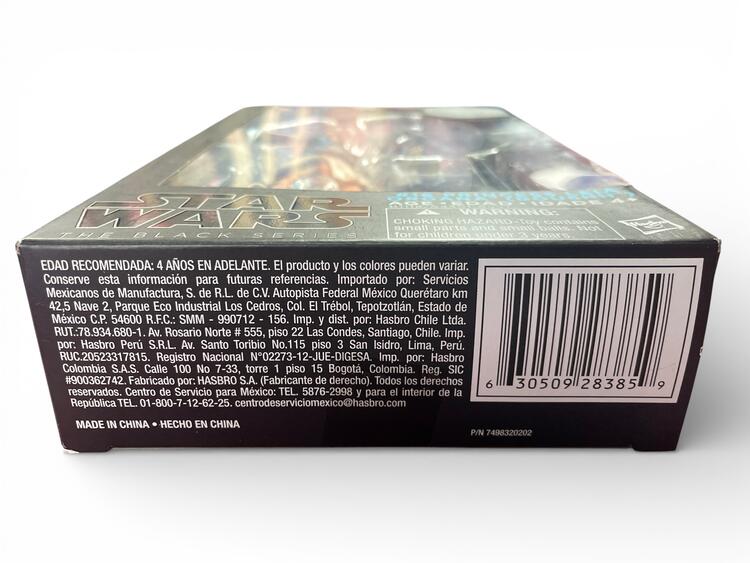 STAR
WARS
THE BLACK SERIES
WARNING:
CHOKING HAZARD-Toy contains
small parts and small balls. Not
for children under 3 years.
Hasbro
EDAD RECOMENDADA: 4 AÑOS EN ADELANTE. El producto y los colores pueden variar.
Conserve esta información para futuras referencias. Importado por: Servicios
Mexicanos de Manufactura, S. de R.L. de C.V. Autopista Federal México Querétaro km
42,5 Nave 2, Parque Eco Industrial Los Cedros, Col. El Trébol, Tepotzotlán, Estado de
México C.P. 54600 R.F.C.: SMM - 990712 - 156. Imp. y dist. por: Hasbro Chile Ltda.
RUT:78.934.680-1. Av. Rosario Norte # 555, piso 22 Las Condes, Santiago, Chile. Imp.
por: Hasbro Perú S.R.L. Av. Santo Toribio No.115 piso 3 San Isidro, Lima, Perú.
RUC.20523317815. Registro Nacional N°02273-12-JUE-DIGESA. Imp. por: Hasbro
Colombia S.A.S. Calle 100 No 7-33, torre 1 piso 15 Bogotá, Colombia. Reg. SIC
#900362742. Fabricado por: HASBRO S.A. (Fabricante de derecho). Todos los derechos
reservados. Centro de Servicio para México: TEL. 5876-2998 y para el interior de la
República TEL. 01-800-7-12-62-25. centrodeserviciomexico@hasbro.com
MADE IN CHINA • HECHO EN CHINA
6 30509 28385 9
P/N 7498320202